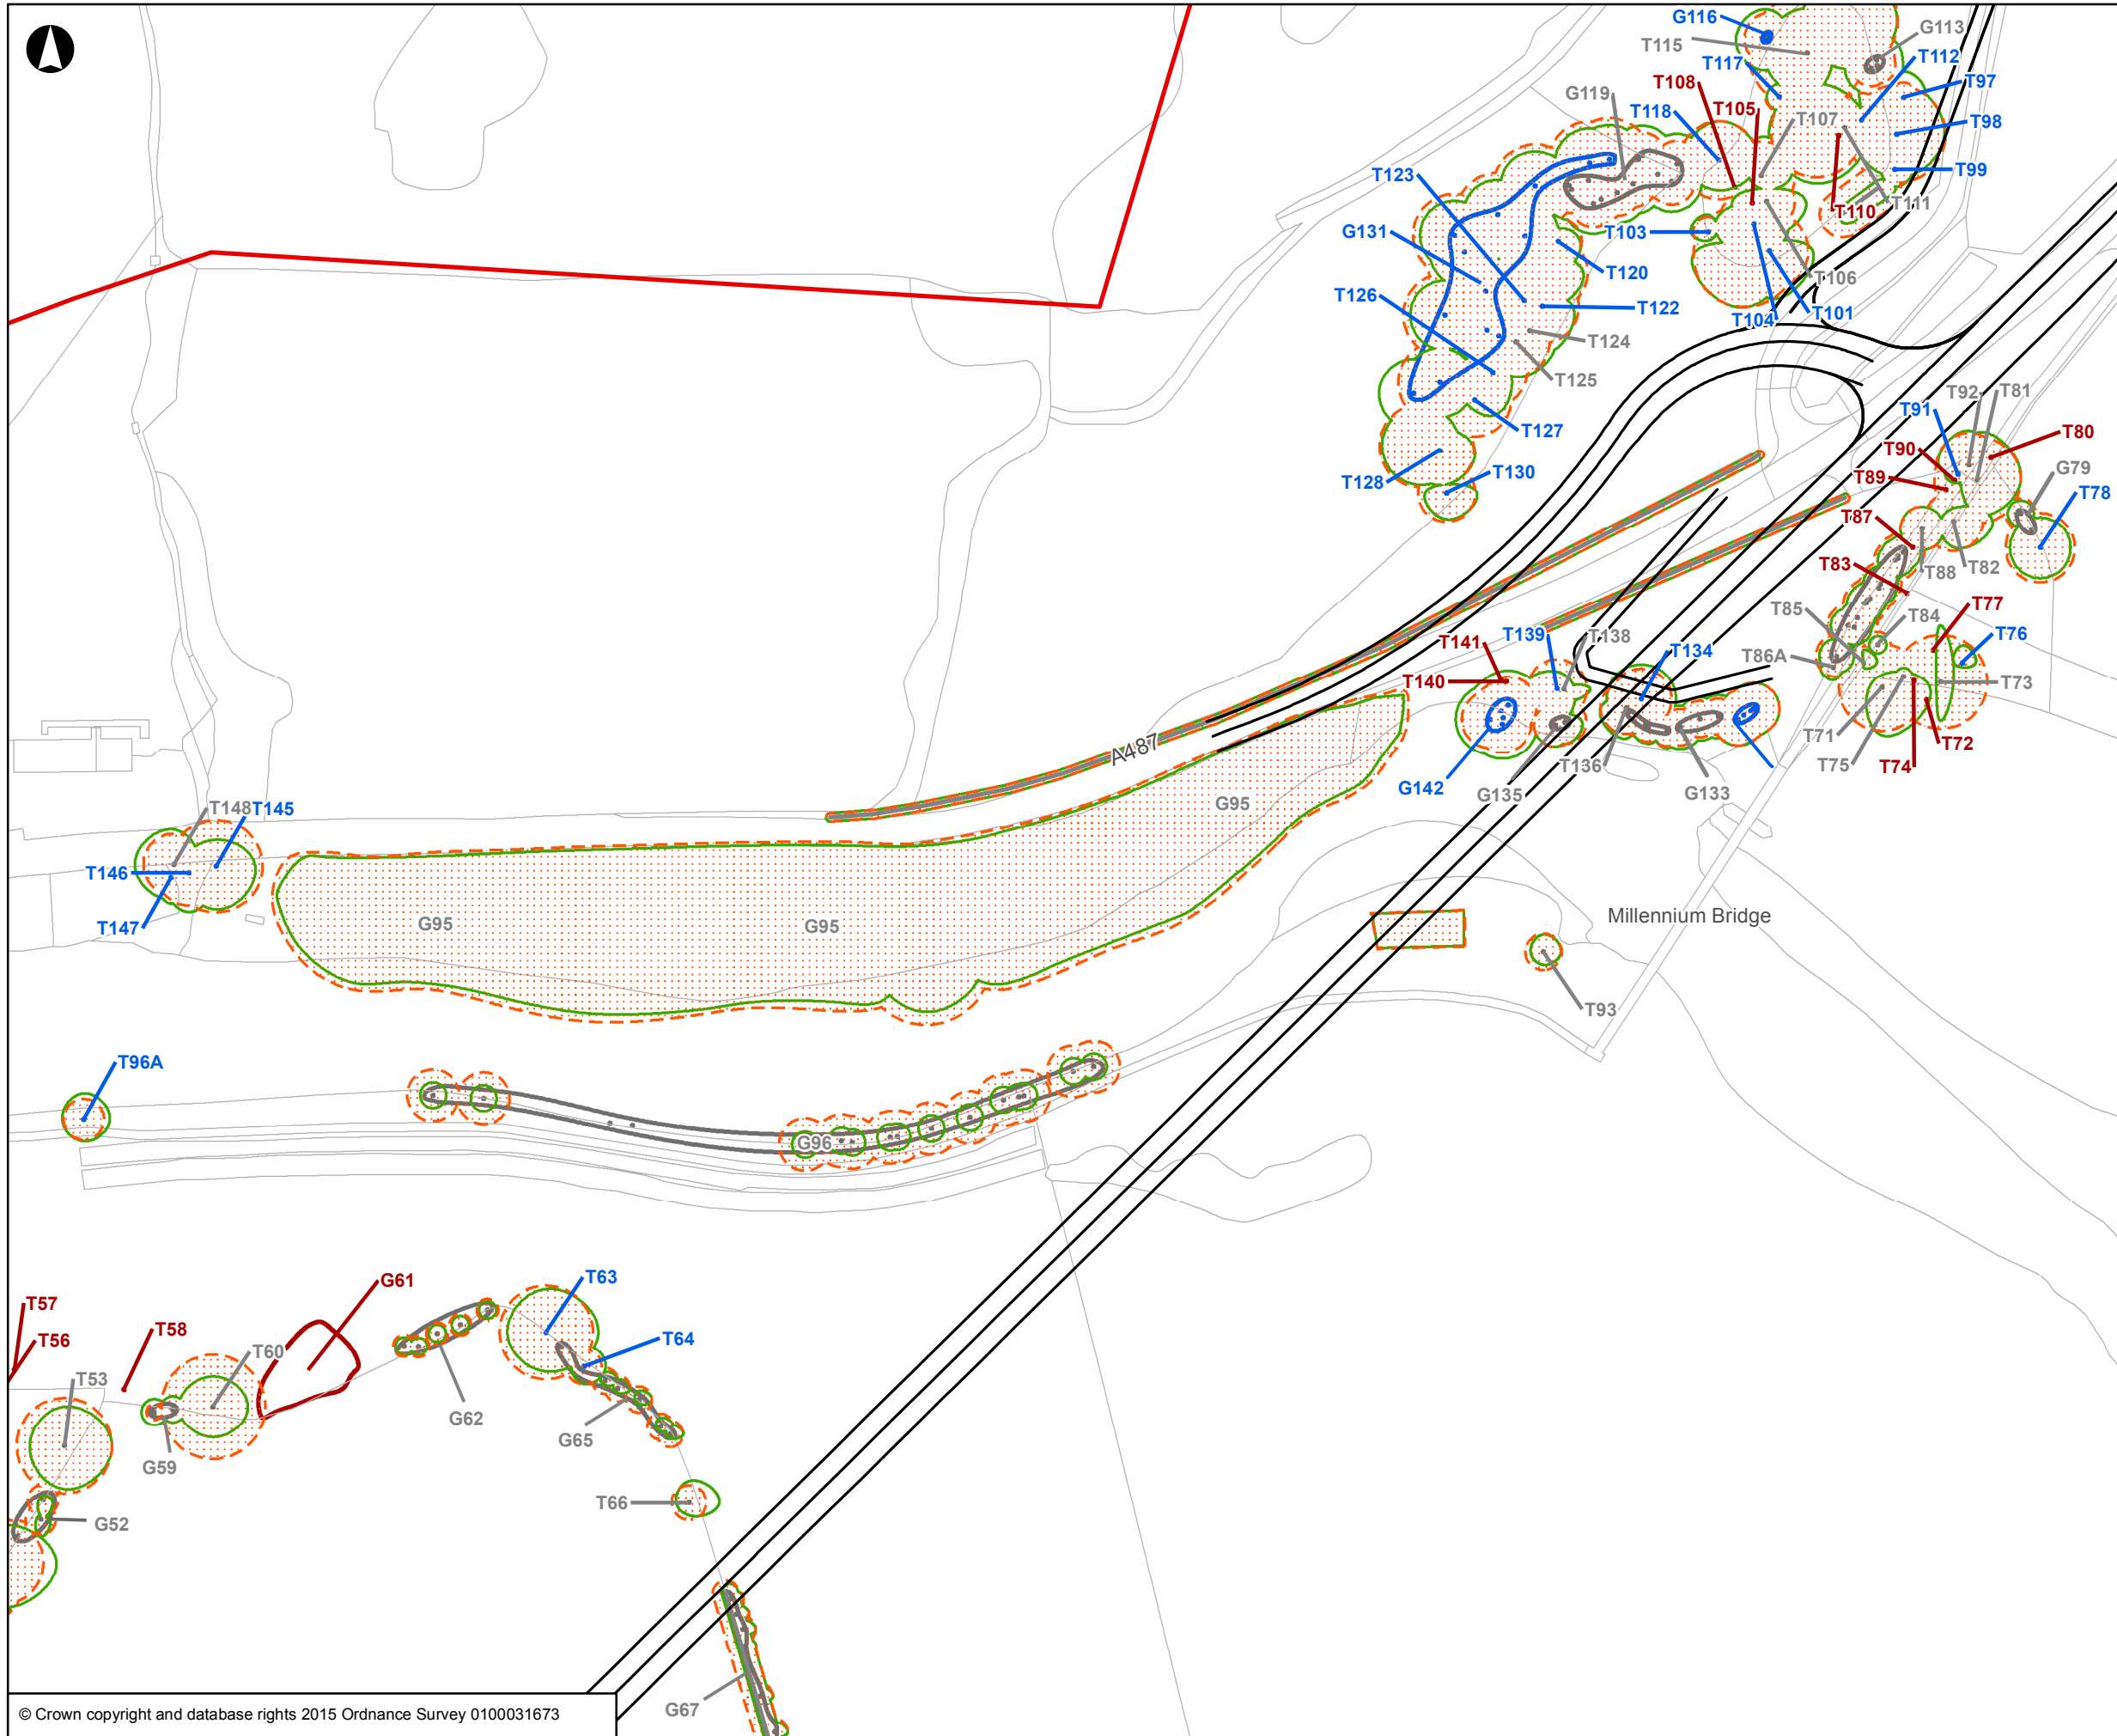 G116
G113
T115
T112
T117
T97
T108
G119
T105
T118
T107
T98
T123
T99
T110
T111
G131
T103
T120
T106
T126
T122
T104
T101
T124
T125
T92
T81
T91
T127
T80
T90
G79
T130
T89
T128
T78
T87
T83
T88
T82
T85
T77
T84
T139
T138
T76
T141
T134
T86A
T140
T73
T71
T72
A487
T75
T74
T136
G142
G135
G133
G95
T148
T145
T146
G95
G95
Millennium Bridge
T147
T93
T96A
G96
T63
G61
T57
T58
T56
T64
T60
T53
G62
G65
G59
T66
G52
G67
© Crown copyright and database rights 2015 Ordnance Survey 0100031673